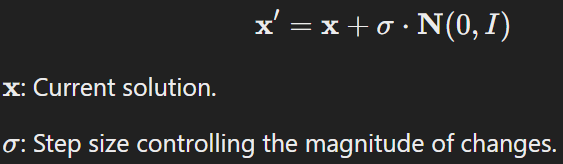 x′ = x + σ · N(0, I)
x: Current solution.
σ: Step size controlling the magnitude of changes.